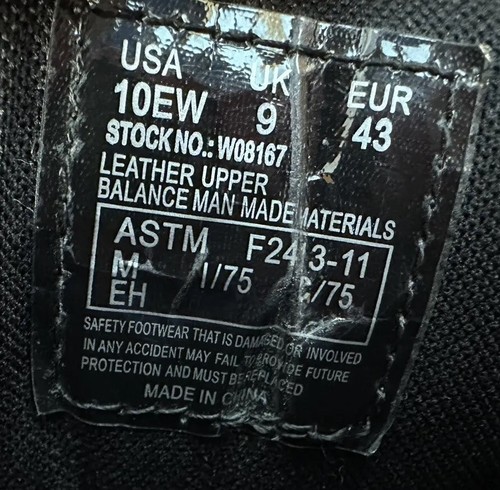 USA UK EUR
10EW 9 43
STOCK NO.: W08167
LEATHER UPPER
BALANCE MAN MADE MATERIALS
ASTM F2413-11
M I/75 C/75
EH
SAFETY FOOTWEAR THAT IS DAMAGED OR INVOLVED
IN ANY ACCIDENT MAY FAIL TO PROVIDE FUTURE
PROTECTION AND MUST BE REPLACED
MADE IN CHINA